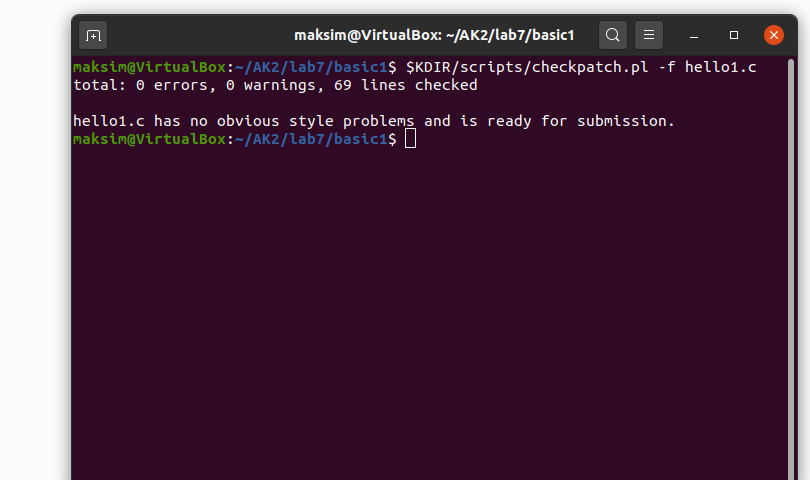 maksim@VirtualBox: ~/AK2/lab7/basic1
maksim@VirtualBox:~/AK2/lab7/basic1$ $KDIR/scripts/checkpatch.pl -f hello1.c
total: 0 errors, 0 warnings, 69 lines checked
hello1.c has no obvious style problems and is ready for submission.
maksim@VirtualBox:~/AK2/lab7/basic1$